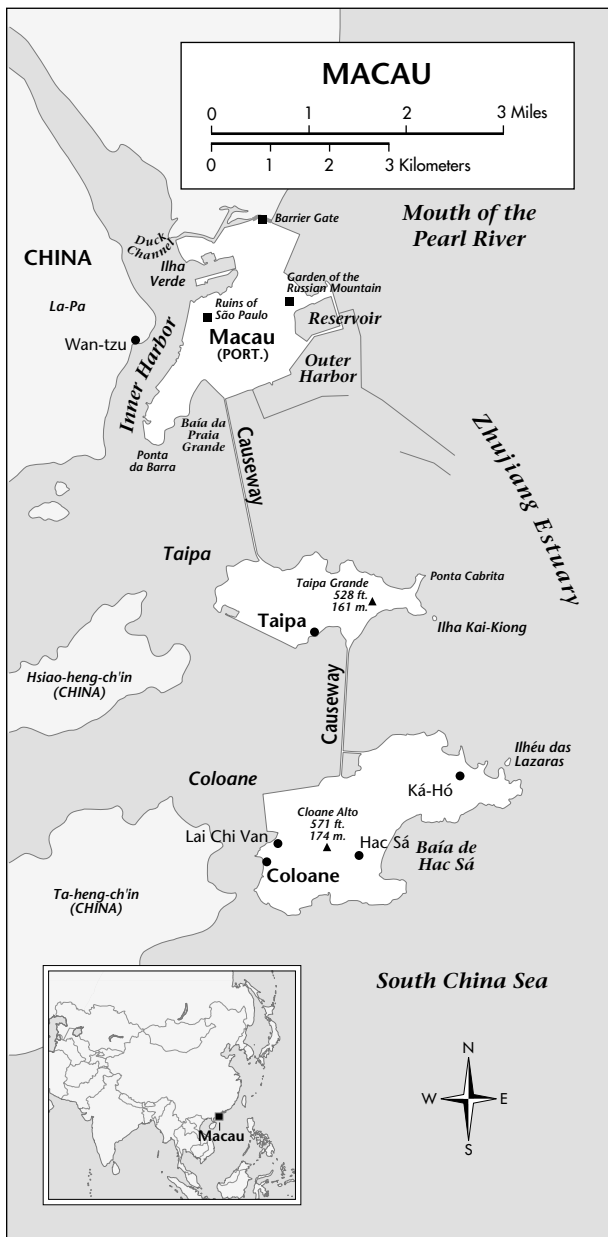 MACAU
0 1 2 3 Miles
0 1 2 3 Kilometers
Barrier Gate
Mouth of the
Pearl River
Duck
Channel
CHINA
Ilha
Verde
Garden of the
Russian Mountain
La-Pa
Ruins of
São Paulo
Reservoir
Wan-tzu
Macau
(PORT.)
Inner Harbor
Outer
Harbor
Baía da
Praia
Grande
Ponta
da Barra
Causeway
Zhujiang Estuary
Taipa
Taipa Grande
528 ft.
161 m.
Ponta Cabrita
Taipa
Ilha Kai-Kiong
Hsiao-heng-ch'in
(CHINA)
Causeway
Ilhéu das
Lazaras
Coloane
Ká-Hó
Cloane Alto
571 ft.
174 m.
Lai Chi Van
Hac Sá
Baía de
Hac Sá
Coloane
Ta-heng-ch'in
(CHINA)
South China Sea
N
W E
S
Macau